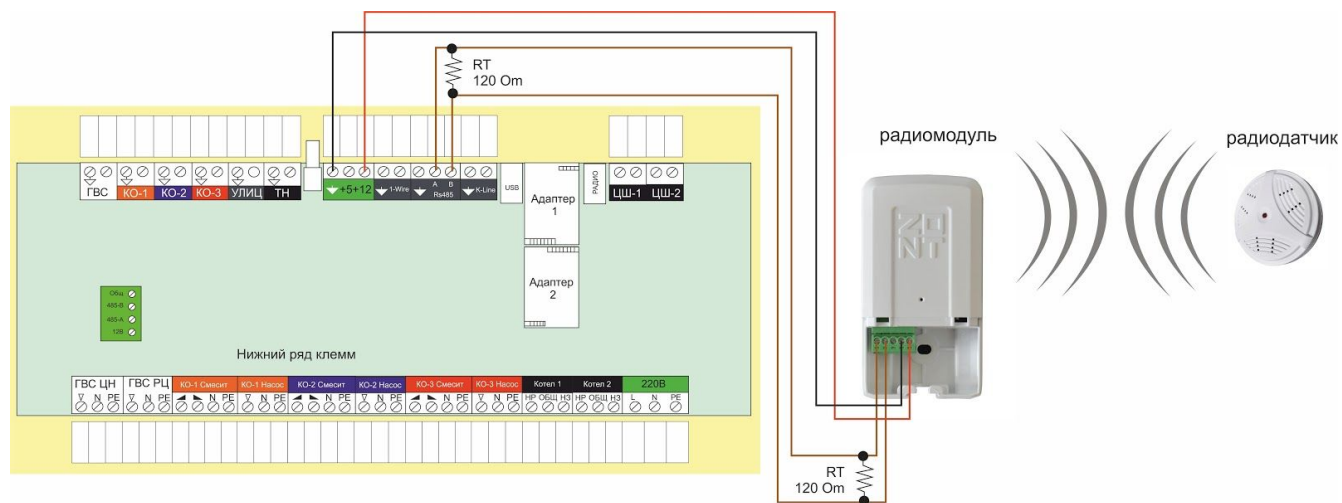 RT
120 Om
радиомодуль
радиодатчик
ГВС
КО-1
КО-2
КО-3
УЛИЦ
ТН
+5+12
1-Wire
A B
Rs485
K-Line
USB
Адаптер
1
РАДИО
ЦШ-1
ЦШ-2
ZONT
Адаптер
2
Общ
485-B
485-A
12В
Нижний ряд клемм
ГВС ЦН
ГВС РЦ
КО-1 Смесит
КО-1 Насос
КО-2 Смесит
КО-2 Насос
КО-3 Смесит
КО-3 Насос
Котел 1
Котел 2
220В
N PE
N PE
N PE
N PE
N PE
N PE
N PE
N PE
НР ОБЩ НЗ
НР ОБЩ НЗ
L N PE
RT
120 Om